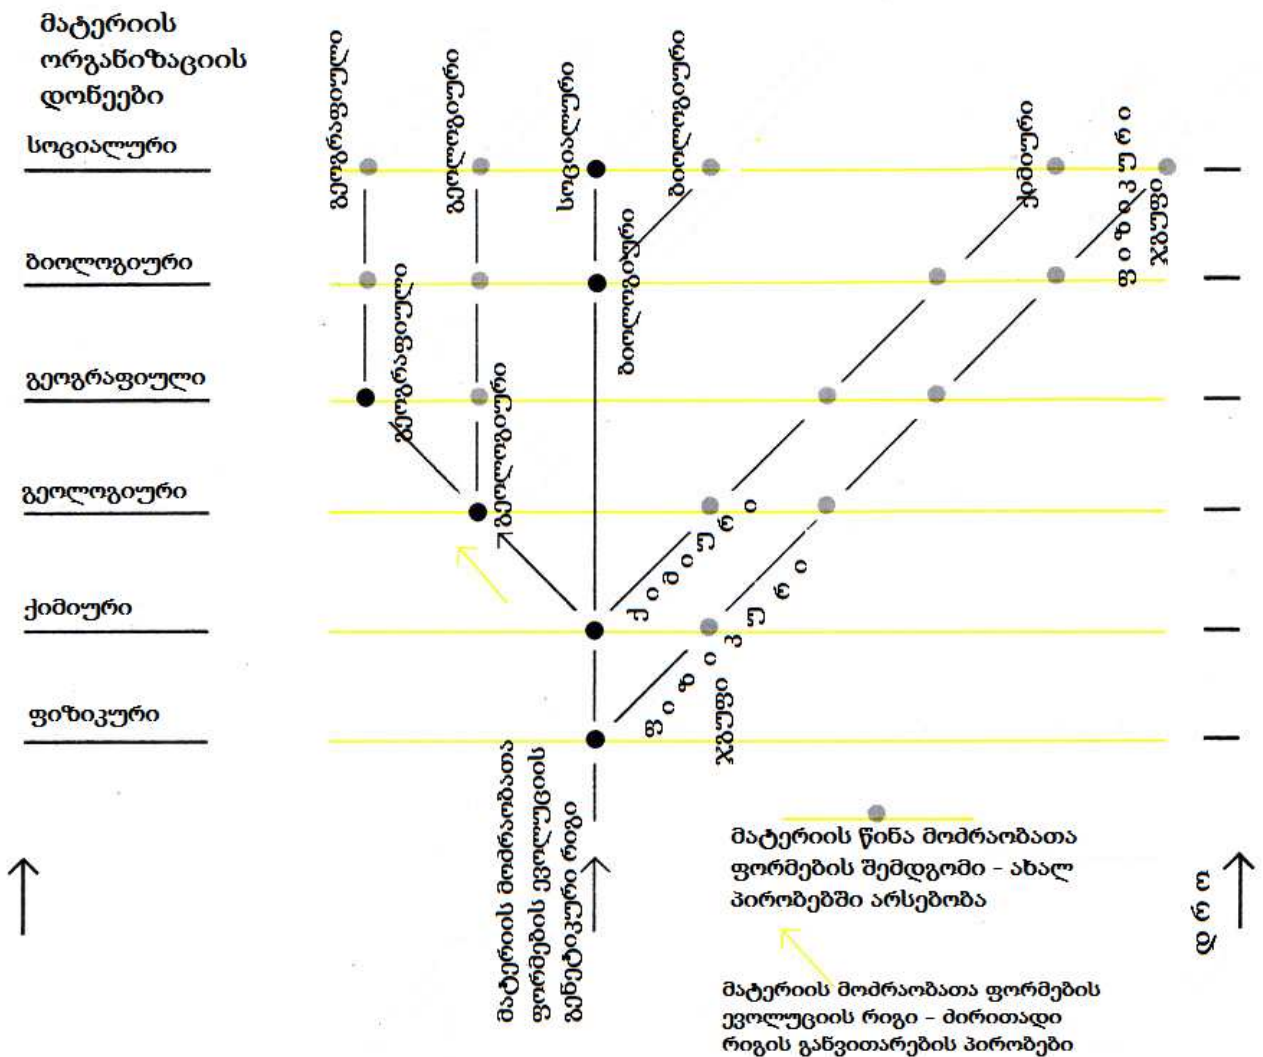 მატერიის
ორგანიზაციის
დონეები
სოციალური
ბიოლოგიური
გეოგრაფიული
გეოლოგიური
ქიმიური
ფიზიკური
გეოგრაფიული
გეოლოგიური
სოციალური
ბიოლოგიური
ქიმიური
ფიზიკური
ჯგუფი
გეოგრაფიული
გეოლოგიური
ბიოლოგიური
ქიმიური
ფიზიკური
ჯგუფი
მატერიის მოძრაობათა
ფორმების ევოლუციის
გენეტიკური რიგი
მატერიის წინა მოძრაობათა
ფორმების შემდგომი - ახალ
პირობებში არსებობა
მატერიის მოძრაობათა ფორმების
ევოლუციის რიგი - ძირითადი
რიგის განვითარების პირობები
დრო